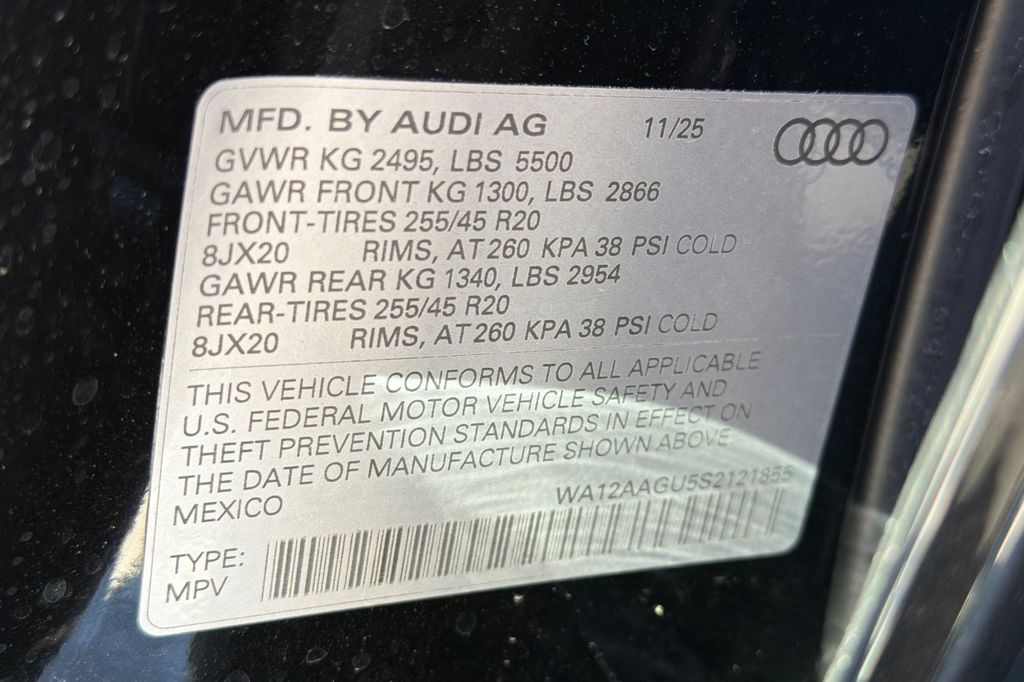 MFD. BY AUDI AG 11/25
GVWR KG 2495, LBS 5500
GAWR FRONT KG 1300, LBS 2866
FRONT-TIRES 255/45 R20
8JX20 RIMS, AT 260 KPA 38 PSI COLD
GAWR REAR KG 1340, LBS 2954
REAR-TIRES 255/45 R20
8JX20 RIMS, AT 260 KPA 38 PSI COLD
THIS VEHICLE CONFORMS TO ALL APPLICABLE
U.S. FEDERAL MOTOR VEHICLE SAFETY AND
THEFT PREVENTION STANDARDS IN EFFECT ON
THE DATE OF MANUFACTURE SHOWN ABOVE.
MEXICO WA12AAGU5S2121855
TYPE:
MPV